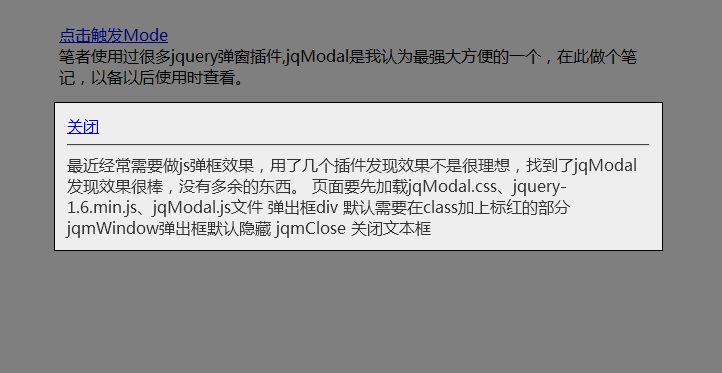 点击触发Mode
笔者使用过很多jquery弹窗插件,jqModal是我认为最强大方便的一个，在此做个笔
记，以备以后使用时查看。
关闭
最近经常需要做js弹框效果，用了几个插件发现效果不是很理想，找到了jqModal
发现效果很棒，没有多余的东西。 页面要先加载jqModal.css、jquery-
1.6.min.js、jqModal.js文件 弹出框div 默认需要在class加上标红的部分
jqmWindow弹出框默认隐藏 jqmClose 关闭文本框